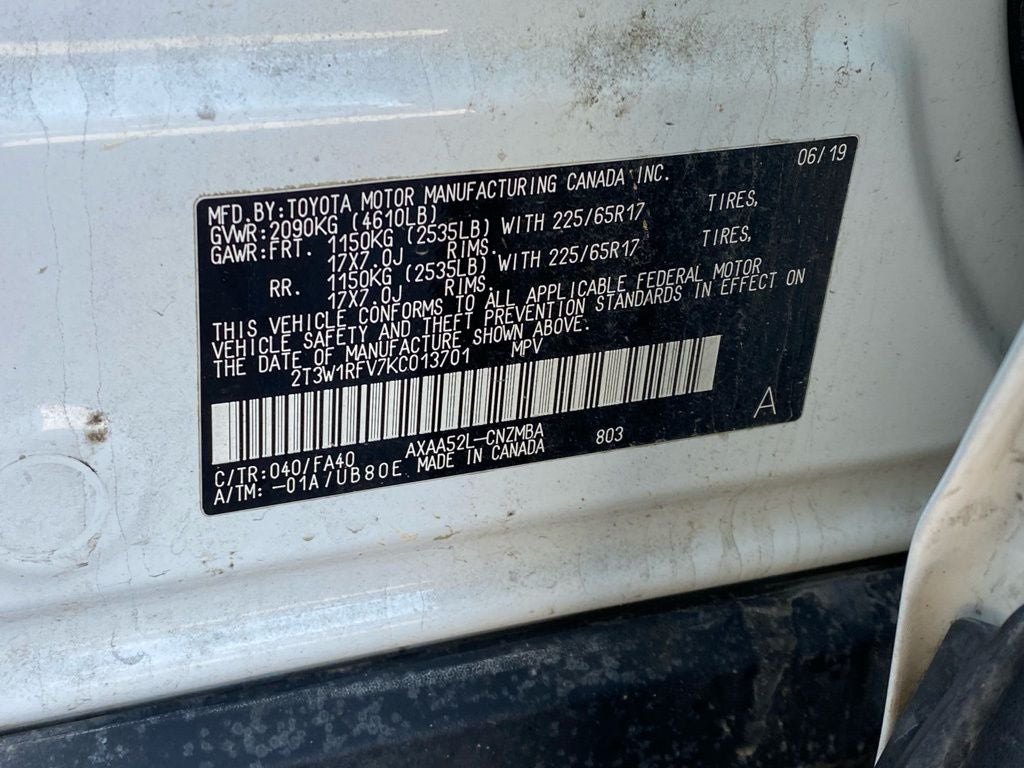 06/19
MFD.BY:TOYOTA MOTOR MANUFACTURING CANADA INC.
GVWR:2090KG (4610LB)
GAWR:FRT. 1150KG (2535LB) WITH 225/65R17 TIRES,
17X7.0J RIMS.
RR. 1150KG (2535LB) WITH 225/65R17 TIRES,
17X7.0J RIMS.
THIS VEHICLE CONFORMS TO ALL APPLICABLE FEDERAL MOTOR
VEHICLE SAFETY AND THEFT PREVENTION STANDARDS IN EFFECT ON
THE DATE OF MANUFACTURE SHOWN ABOVE.
2T3W1RFV7KC013701 MPV
A
C/TR:040/FA40 AXAA52L-CNZMBA 803
A/TM:-01A/UB80E MADE IN CANADA